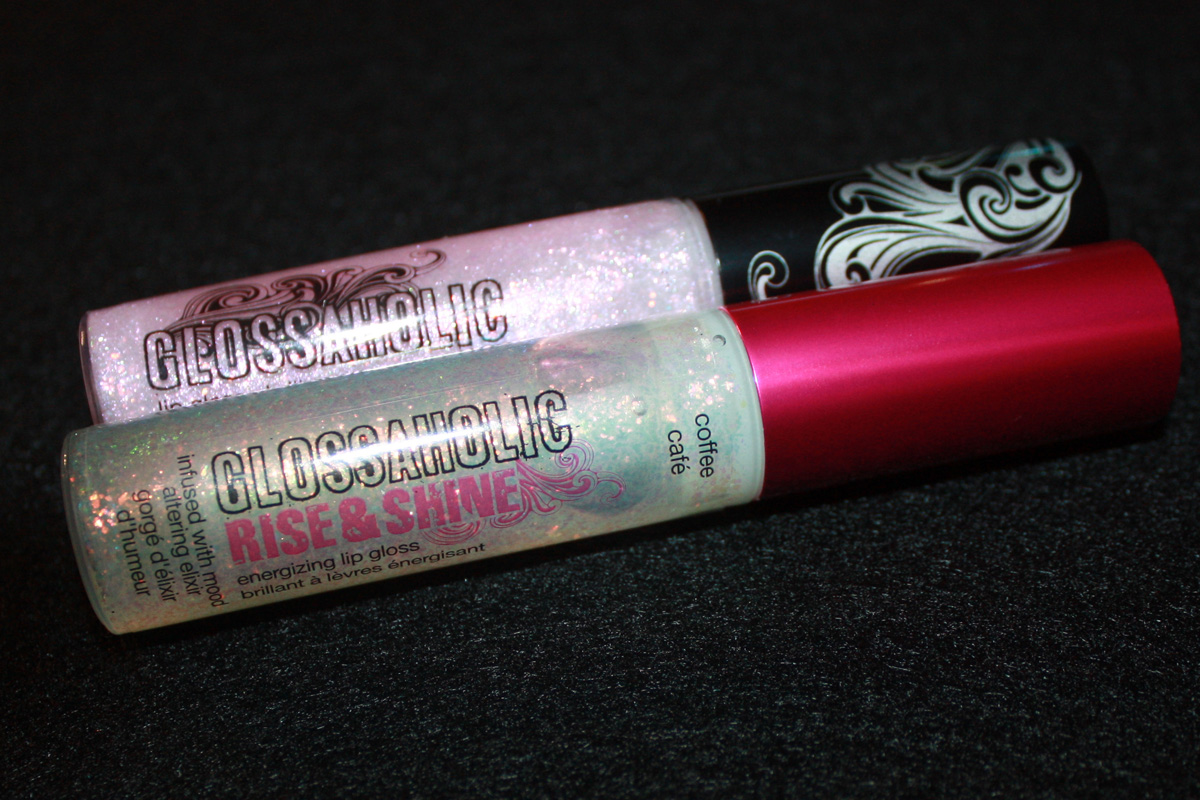 GLOSSAHOLIC
GLOSSAHOLIC
RISE & SHINE
energizing lip gloss
brillant à lèvres énergisant
infused with mood
altering elixir
gorgé d'élixir
d'humeur
coffee
café